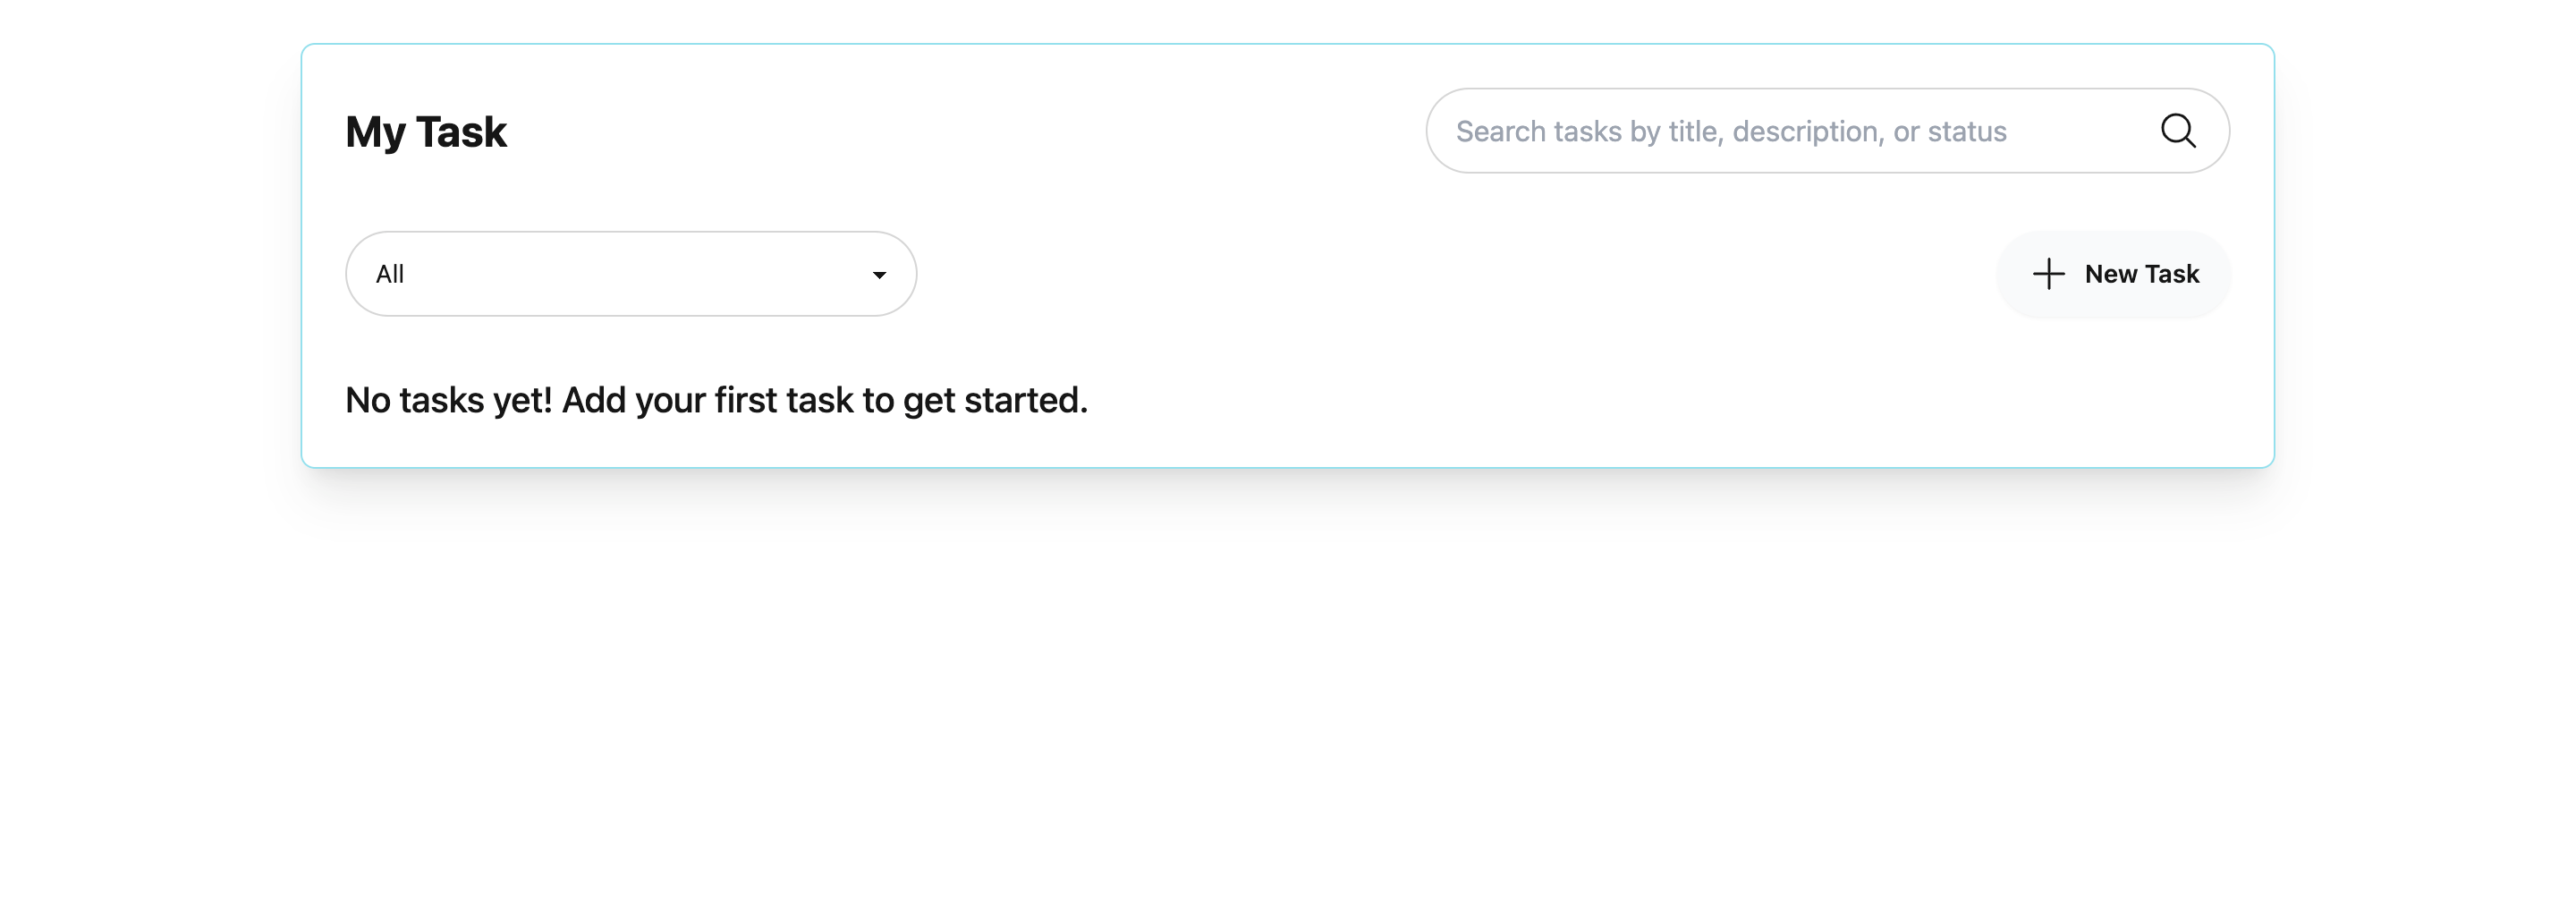 My Task
Search tasks by title, description, or status
All
New Task
No tasks yet! Add your first task to get started.